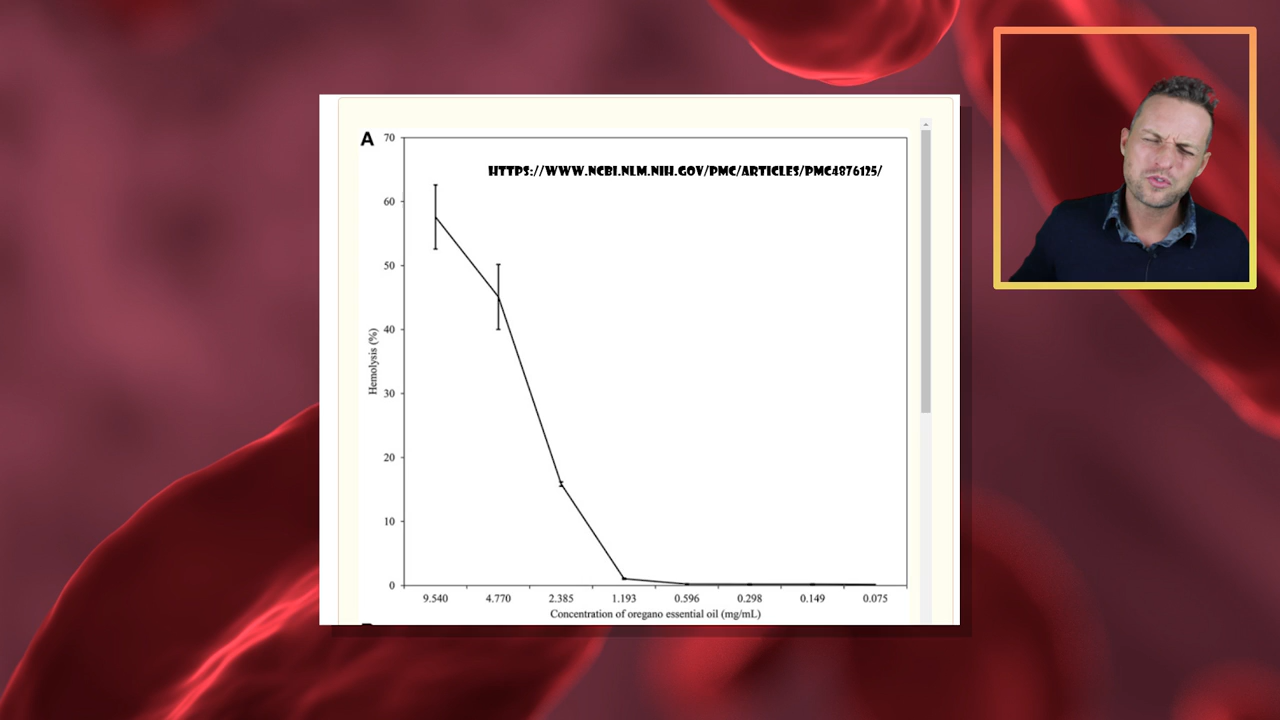 A
70
HTTPS://WWW.NCBI.NLM.NIH.GOV/PMC/ARTICLES/PMC4876125/
60
50
40
30
20
10
0
Hemolysis (%)
9.540 4.770 2.385 1.193 0.596 0.298 0.149 0.075
Concentration of oregano essential oil (mg/mL)